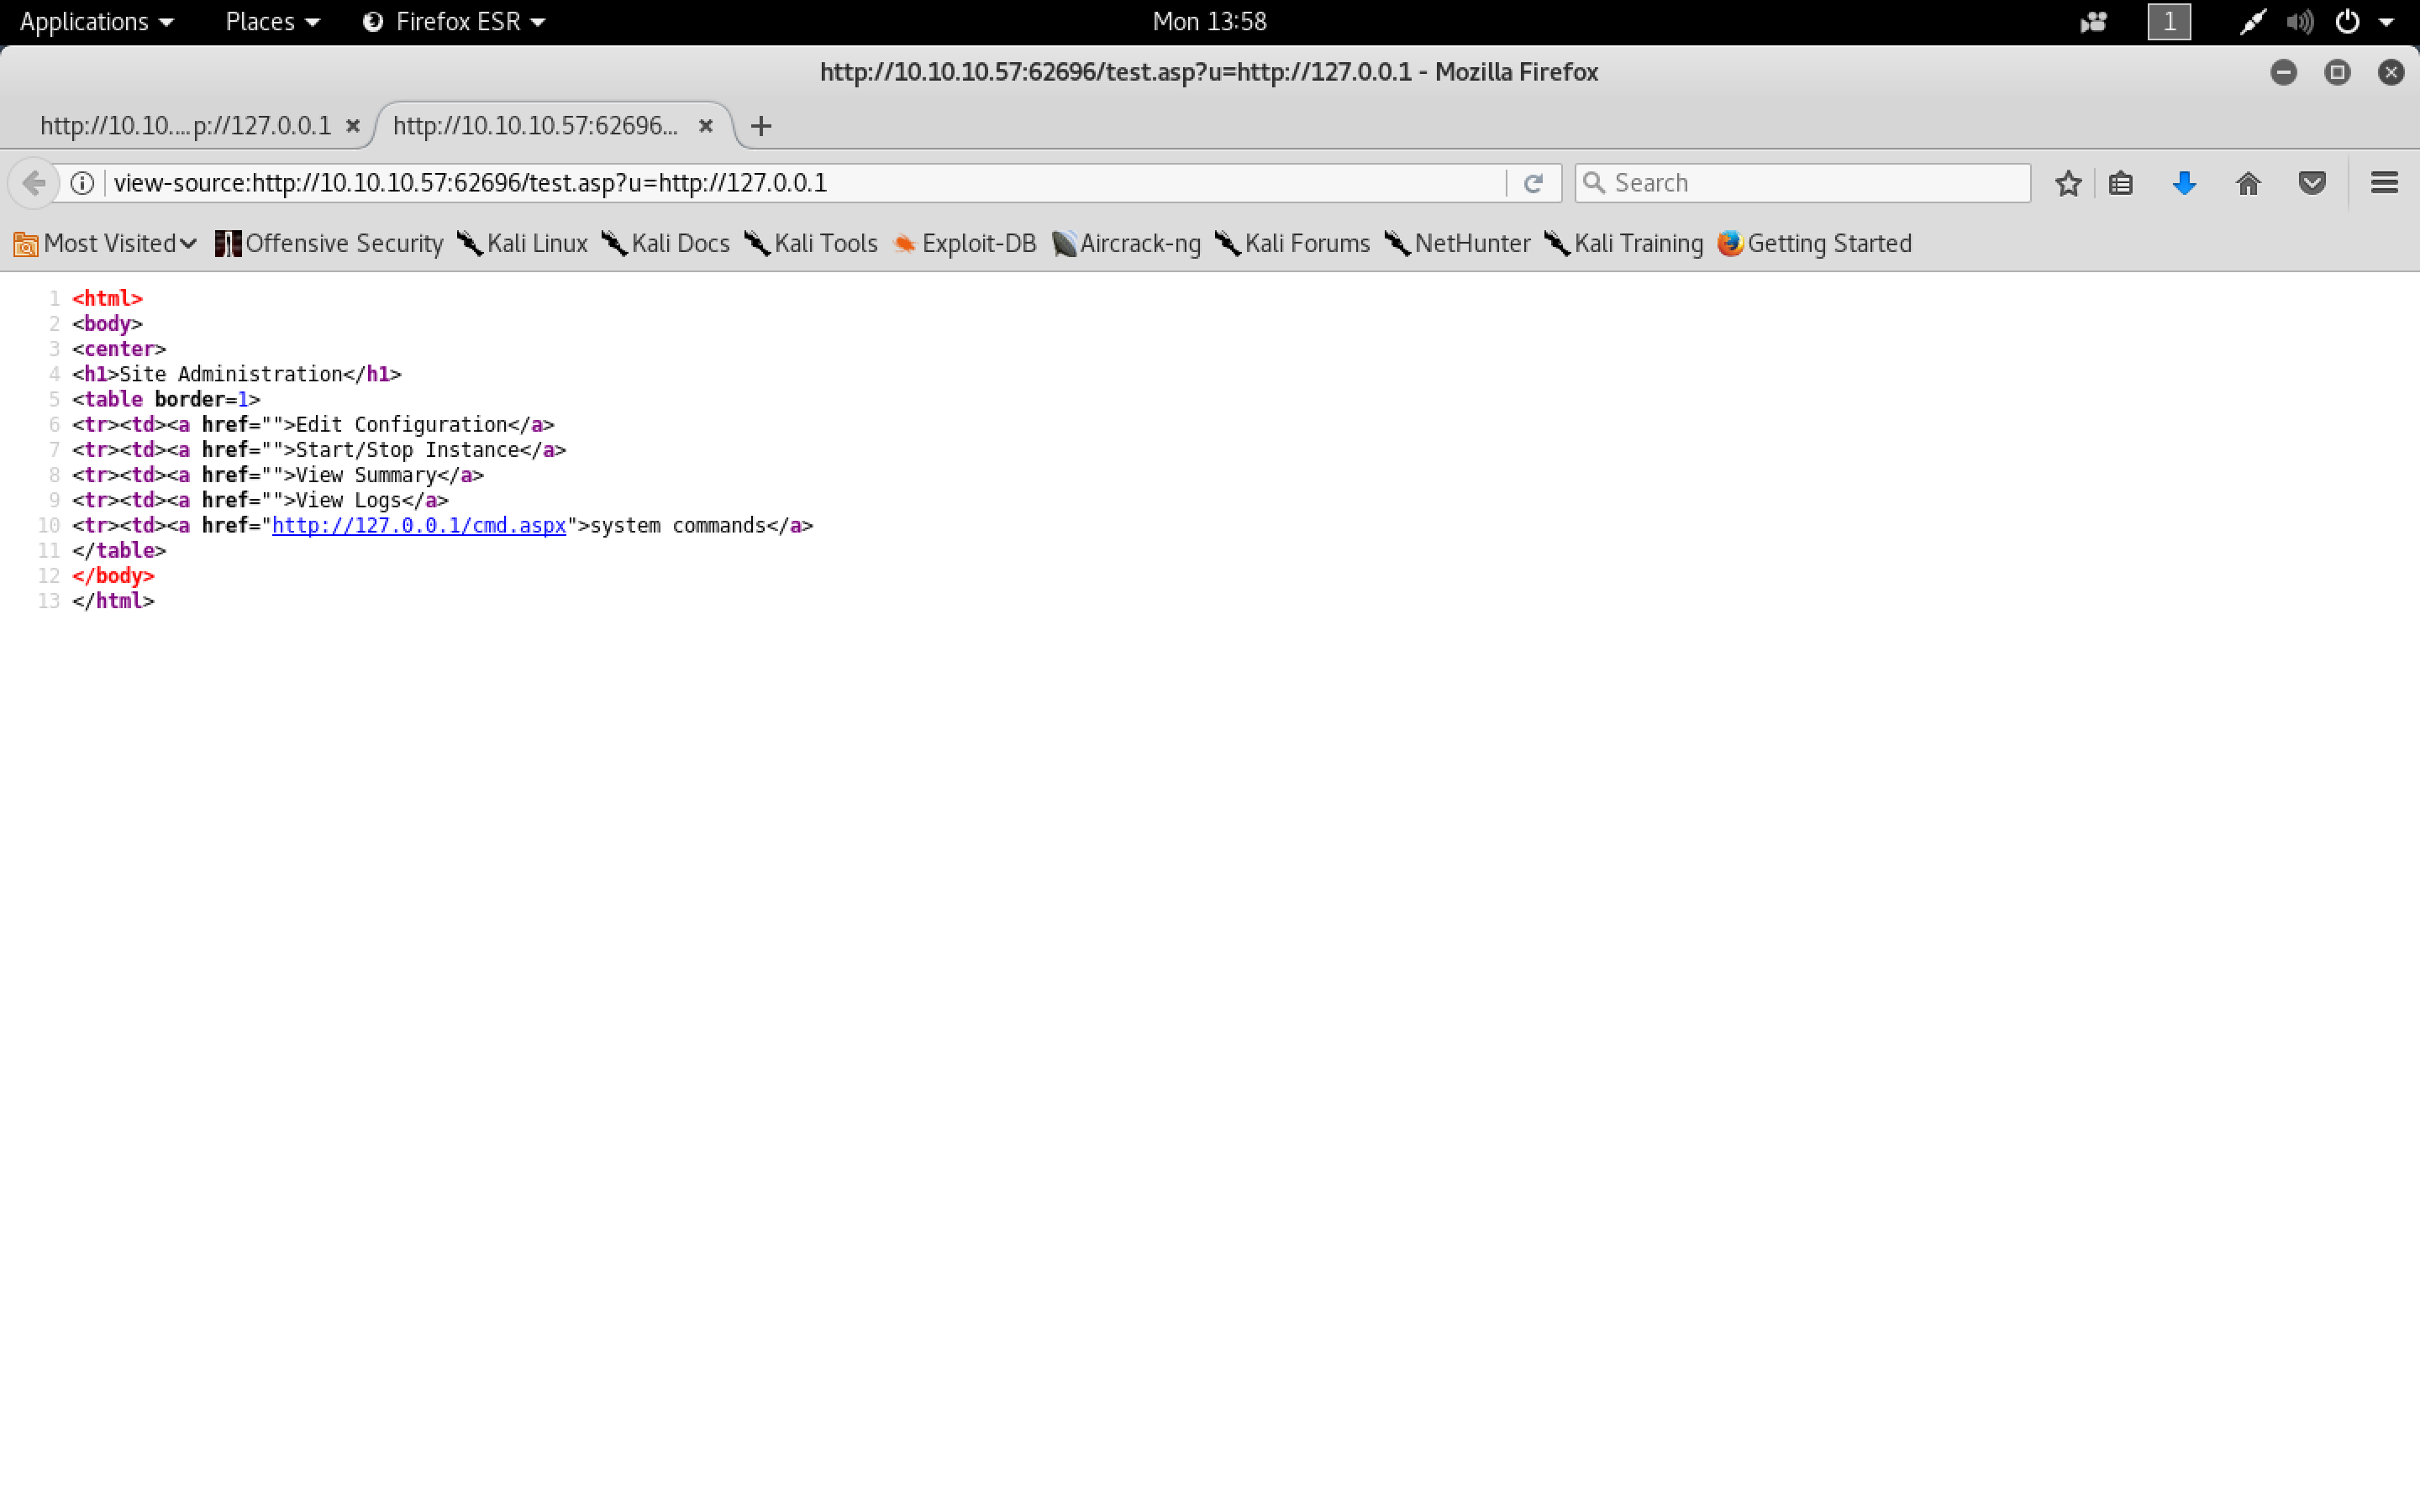 Applications Places Firefox ESR Mon 13:58 1
http://10.10.10.57:62696/test.asp?u=http://127.0.0.1 - Mozilla Firefox
http://10.10....p://127.0.0.1 http://10.10.10.57:62696...
view-source:http://10.10.10.57:62696/test.asp?u=http://127.0.0.1 Search
Most Visited Offensive Security Kali Linux Kali Docs Kali Tools Exploit-DB Aircrack-ng Kali Forums NetHunter Kali Training Getting Started
1 <html>
2 <body>
3 <center>
4 <h1>Site Administration</h1>
5 <table border=1>
6 <tr><td><a href="">Edit Configuration</a>
7 <tr><td><a href="">Start/Stop Instance</a>
8 <tr><td><a href="">View Summary</a>
9 <tr><td><a href="">View Logs</a>
10 <tr><td><a href="http://127.0.0.1/cmd.aspx">system commands</a>
11 </table>
12 </body>
13 </html>